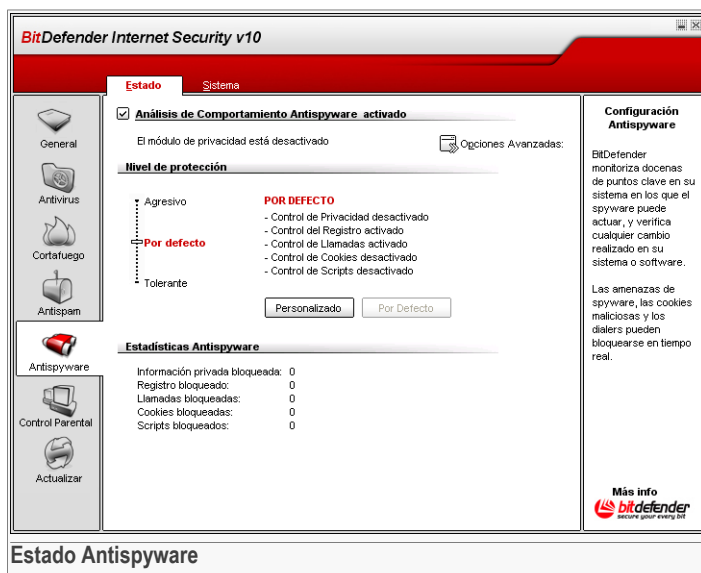 BitDefender Internet Security v10
Estado
Sistema
General
Antivirus
Cortafuego
Antispam
Antispyware
Control Parental
Actualizar
Análisis de Comportamiento Antispyware activado
El módulo de privacidad está desactivado
Opciones Avanzadas:
Nivel de protección
Agresivo
Por defecto
Tolerante
POR DEFECTO
- Control de Privacidad desactivado
- Control del Registro activado
- Control de Llamadas activado
- Control de Cookies desactivado
- Control de Scripts desactivado
Personalizado
Por Defecto
Estadísticas Antispyware
Información privada bloqueada: 0
Registro bloqueado: 0
Llamadas bloqueadas: 0
Cookies bloqueadas: 0
Scripts bloqueados: 0
Configuración
Antispyware
BitDefender
monitoriza docenas
de puntos clave en su
sistema en los que el
spyware puede
actuar, y verifica
cualquier cambio
realizado en su
sistema o software.
Las amenazas de
spyware, las cookies
maliciosas y los
dialers pueden
bloquearse en tiempo
real.
Más info
bitdefender
secure your every bit
Estado Antispyware